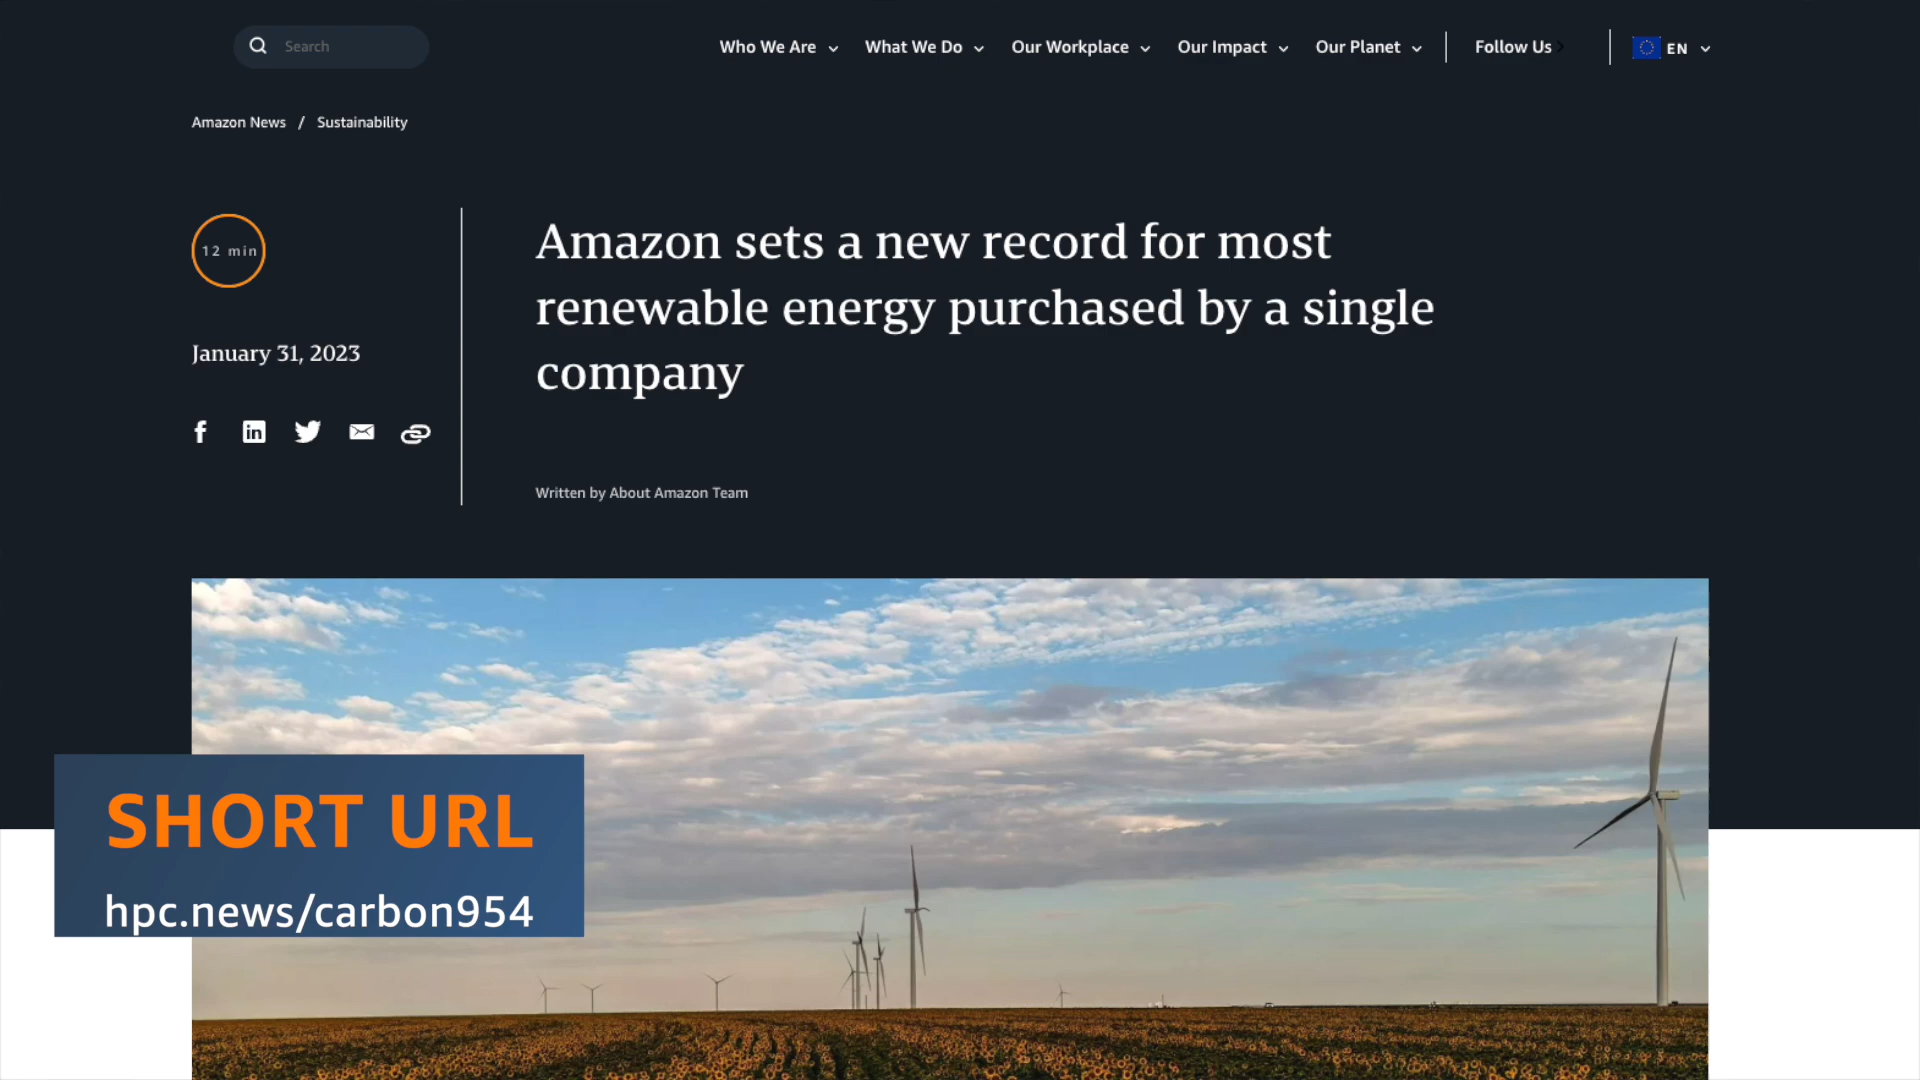 Search
Who We Are
What We Do
Our Workplace
Our Impact
Our Planet
Follow Us
EN
Amazon News / Sustainability
12 min
January 31, 2023
Amazon sets a new record for most
renewable energy purchased by a single
company
Written by About Amazon Team
SHORT URL
hpc.news/carbon954